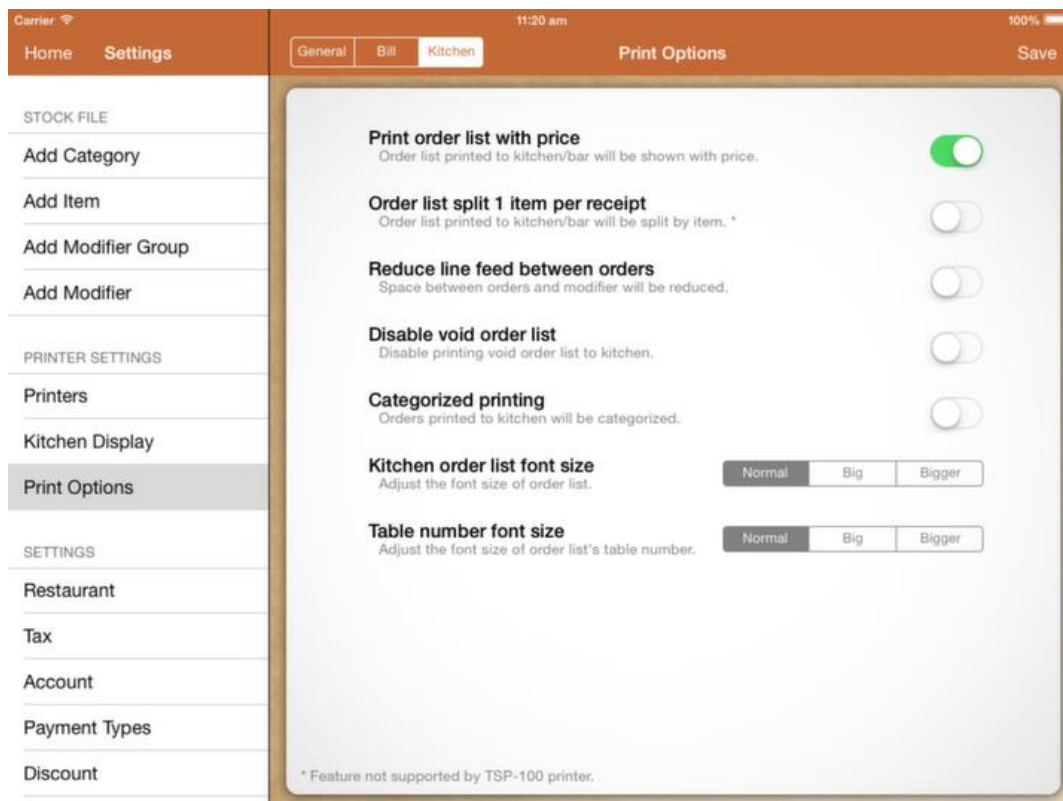 Carrier
11:20 am
100%
Home
Settings
General
Bill
Kitchen
Print Options
Save
STOCK FILE
Add Category
Add Item
Add Modifier Group
Add Modifier
PRINTER SETTINGS
Printers
Kitchen Display
Print Options
SETTINGS
Restaurant
Tax
Account
Payment Types
Discount
Print order list with price
Order list printed to kitchen/bar will be shown with price.
Order list split 1 item per receipt
Order list printed to kitchen/bar will be split by item. *
Reduce line feed between orders
Space between orders and modifier will be reduced.
Disable void order list
Disable printing void order list to kitchen.
Categorized printing
Orders printed to kitchen will be categorized.
Kitchen order list font size
Adjust the font size of order list.
Normal
Big
Bigger
Table number font size
Adjust the font size of order list's table number.
Normal
Big
Bigger
* Feature not supported by TSP-100 printer.